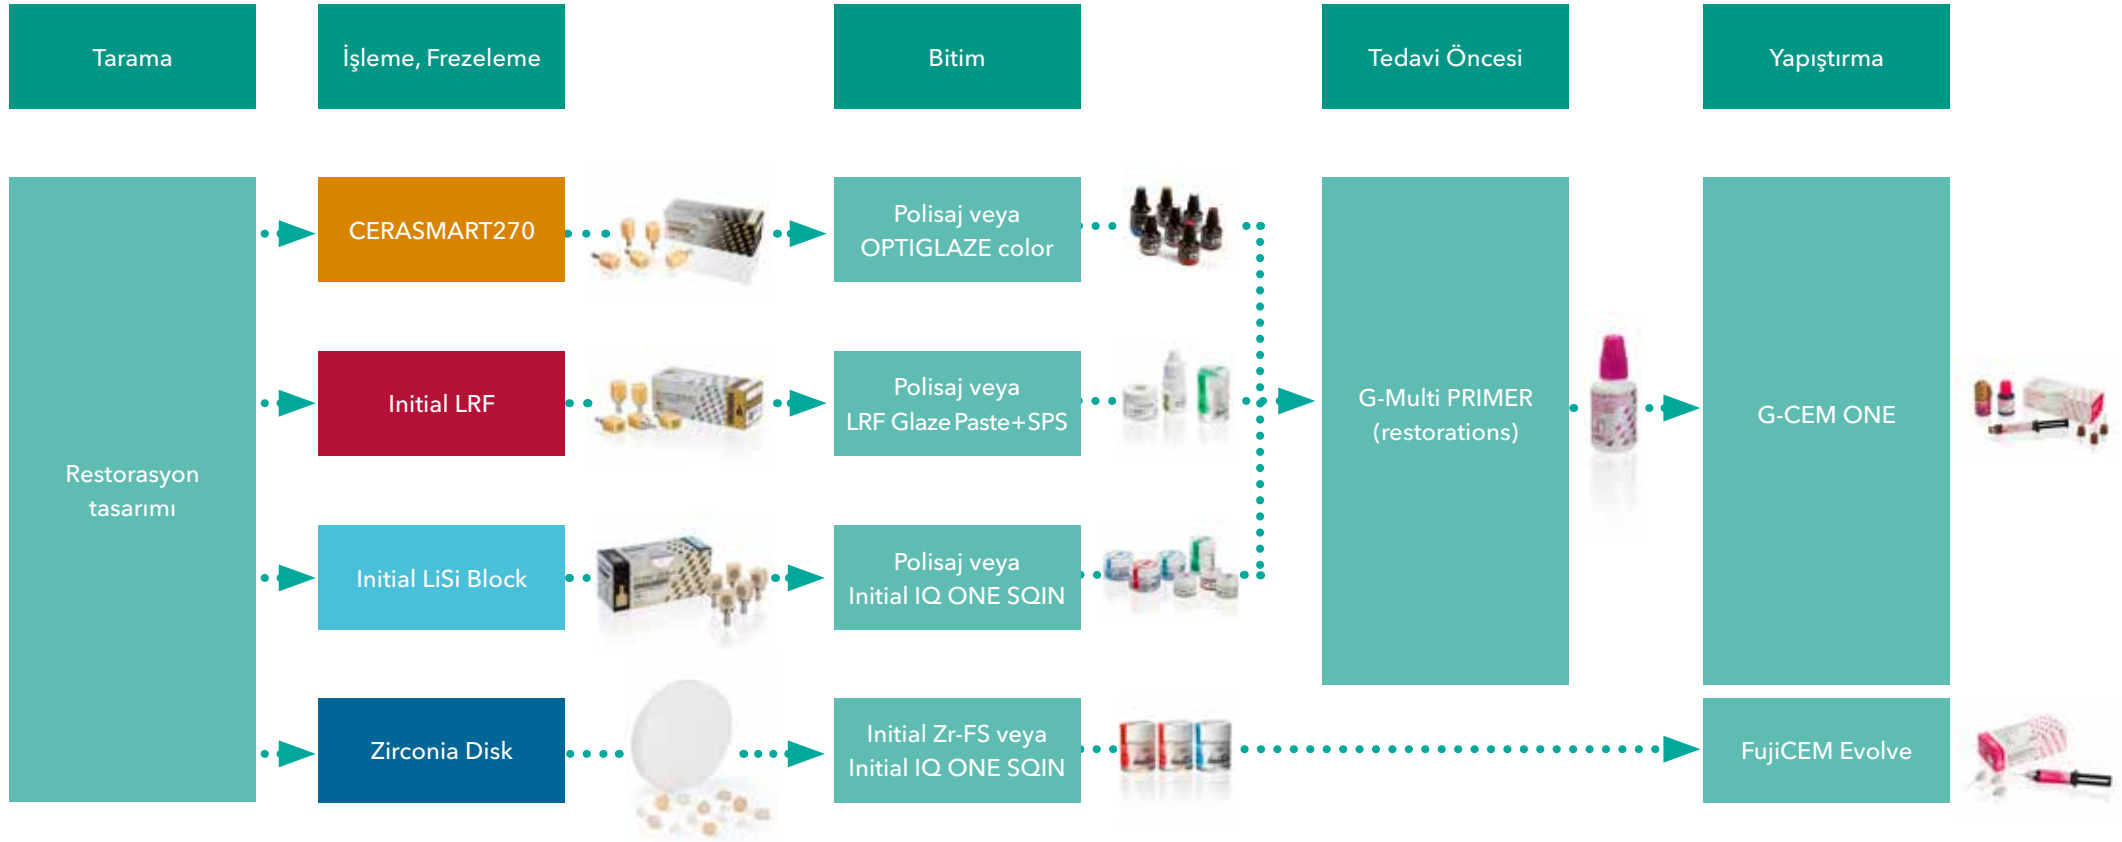 Tarama
İşleme, Frezeleme
Bitim
Tedavi Öncesi
Yapıştırma
Restorasyon
tasarımı
CERASMART270
Polisaj veya
OPTIGLAZE color
Initial LRF
Polisaj veya
LRF Glaze Paste+SPS
Initial LiSi Block
Polisaj veya
Initial IQ ONE SQIN
Zirconia Disk
Initial Zr-FS veya
Initial IQ ONE SQIN
G-Multi PRIMER
(restorations)
G-CEM ONE
FujiCEM Evolve